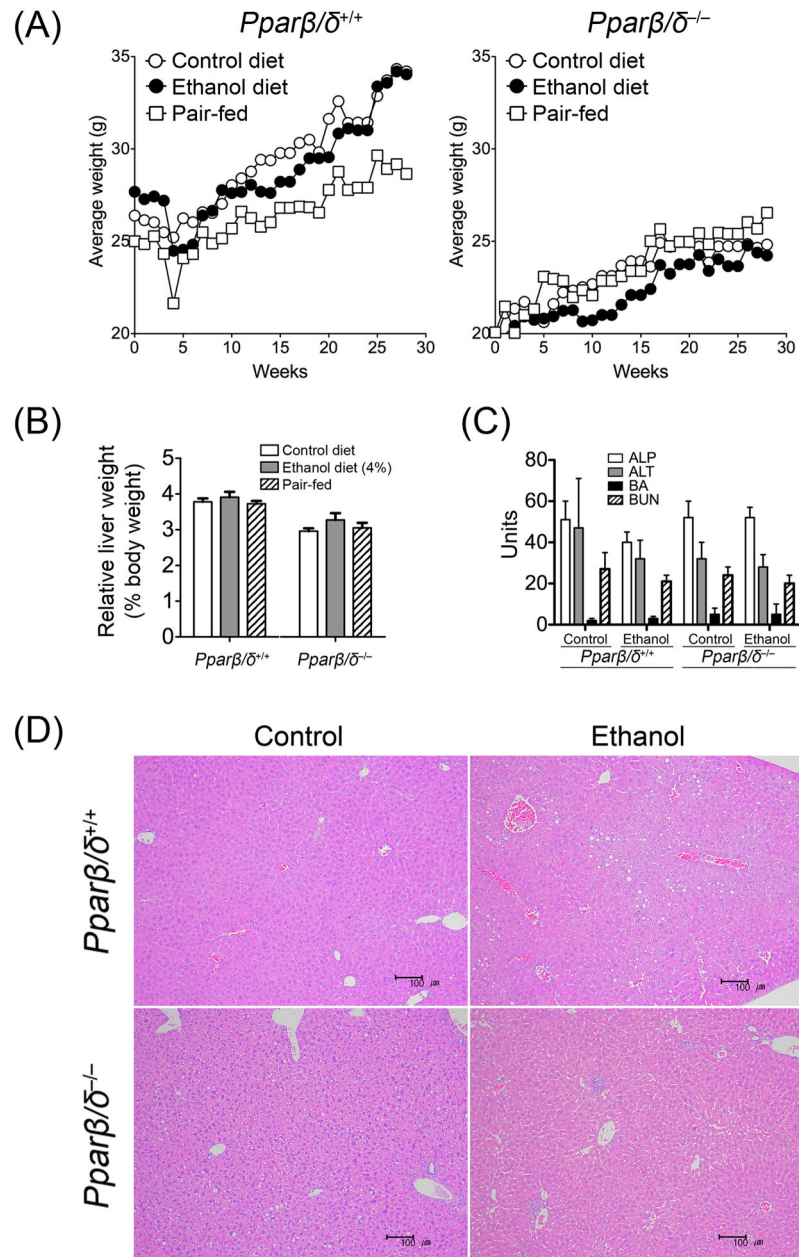 (A)
Pparβ/δ+/+
Pparβ/δ–/–
Control diet
Ethanol diet
Pair-fed
Control diet
Ethanol diet
Pair-fed
Average weight (g)
35
30
25
20
0 5 10 15 20 25 30
Weeks
Average weight (g)
35
30
25
20
0 5 10 15 20 25 30
Weeks
(B)
Relative liver weight
(% body weight)
5
4
3
2
1
0
Control diet
Ethanol diet (4%)
Pair-fed
Pparβ/δ+/+
Pparβ/δ–/–
(C)
Units
80
60
40
20
0
ALP
ALT
BA
BUN
Control Ethanol Control Ethanol
Pparβ/δ+/+ Pparβ/δ–/–
(D)
Control Ethanol
Pparβ/δ+/+
100 μm
100 μm
Pparβ/δ–/–
100 μm
100 μm